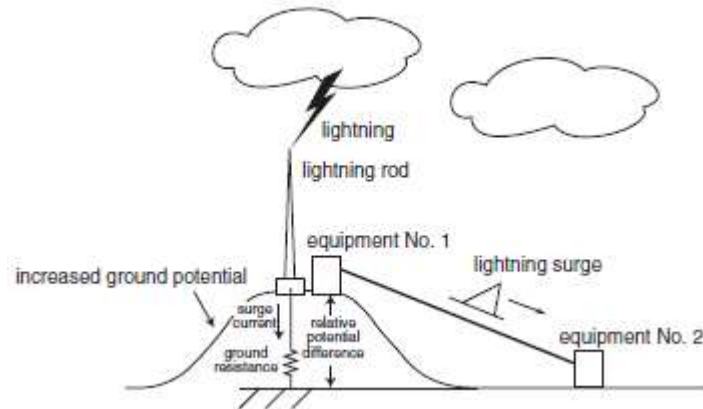 lightning
lightning rod
equipment No. 1
lightning surge
increased ground potential
surge
current
relative
potential
difference
ground
resistance
equipment No. 2